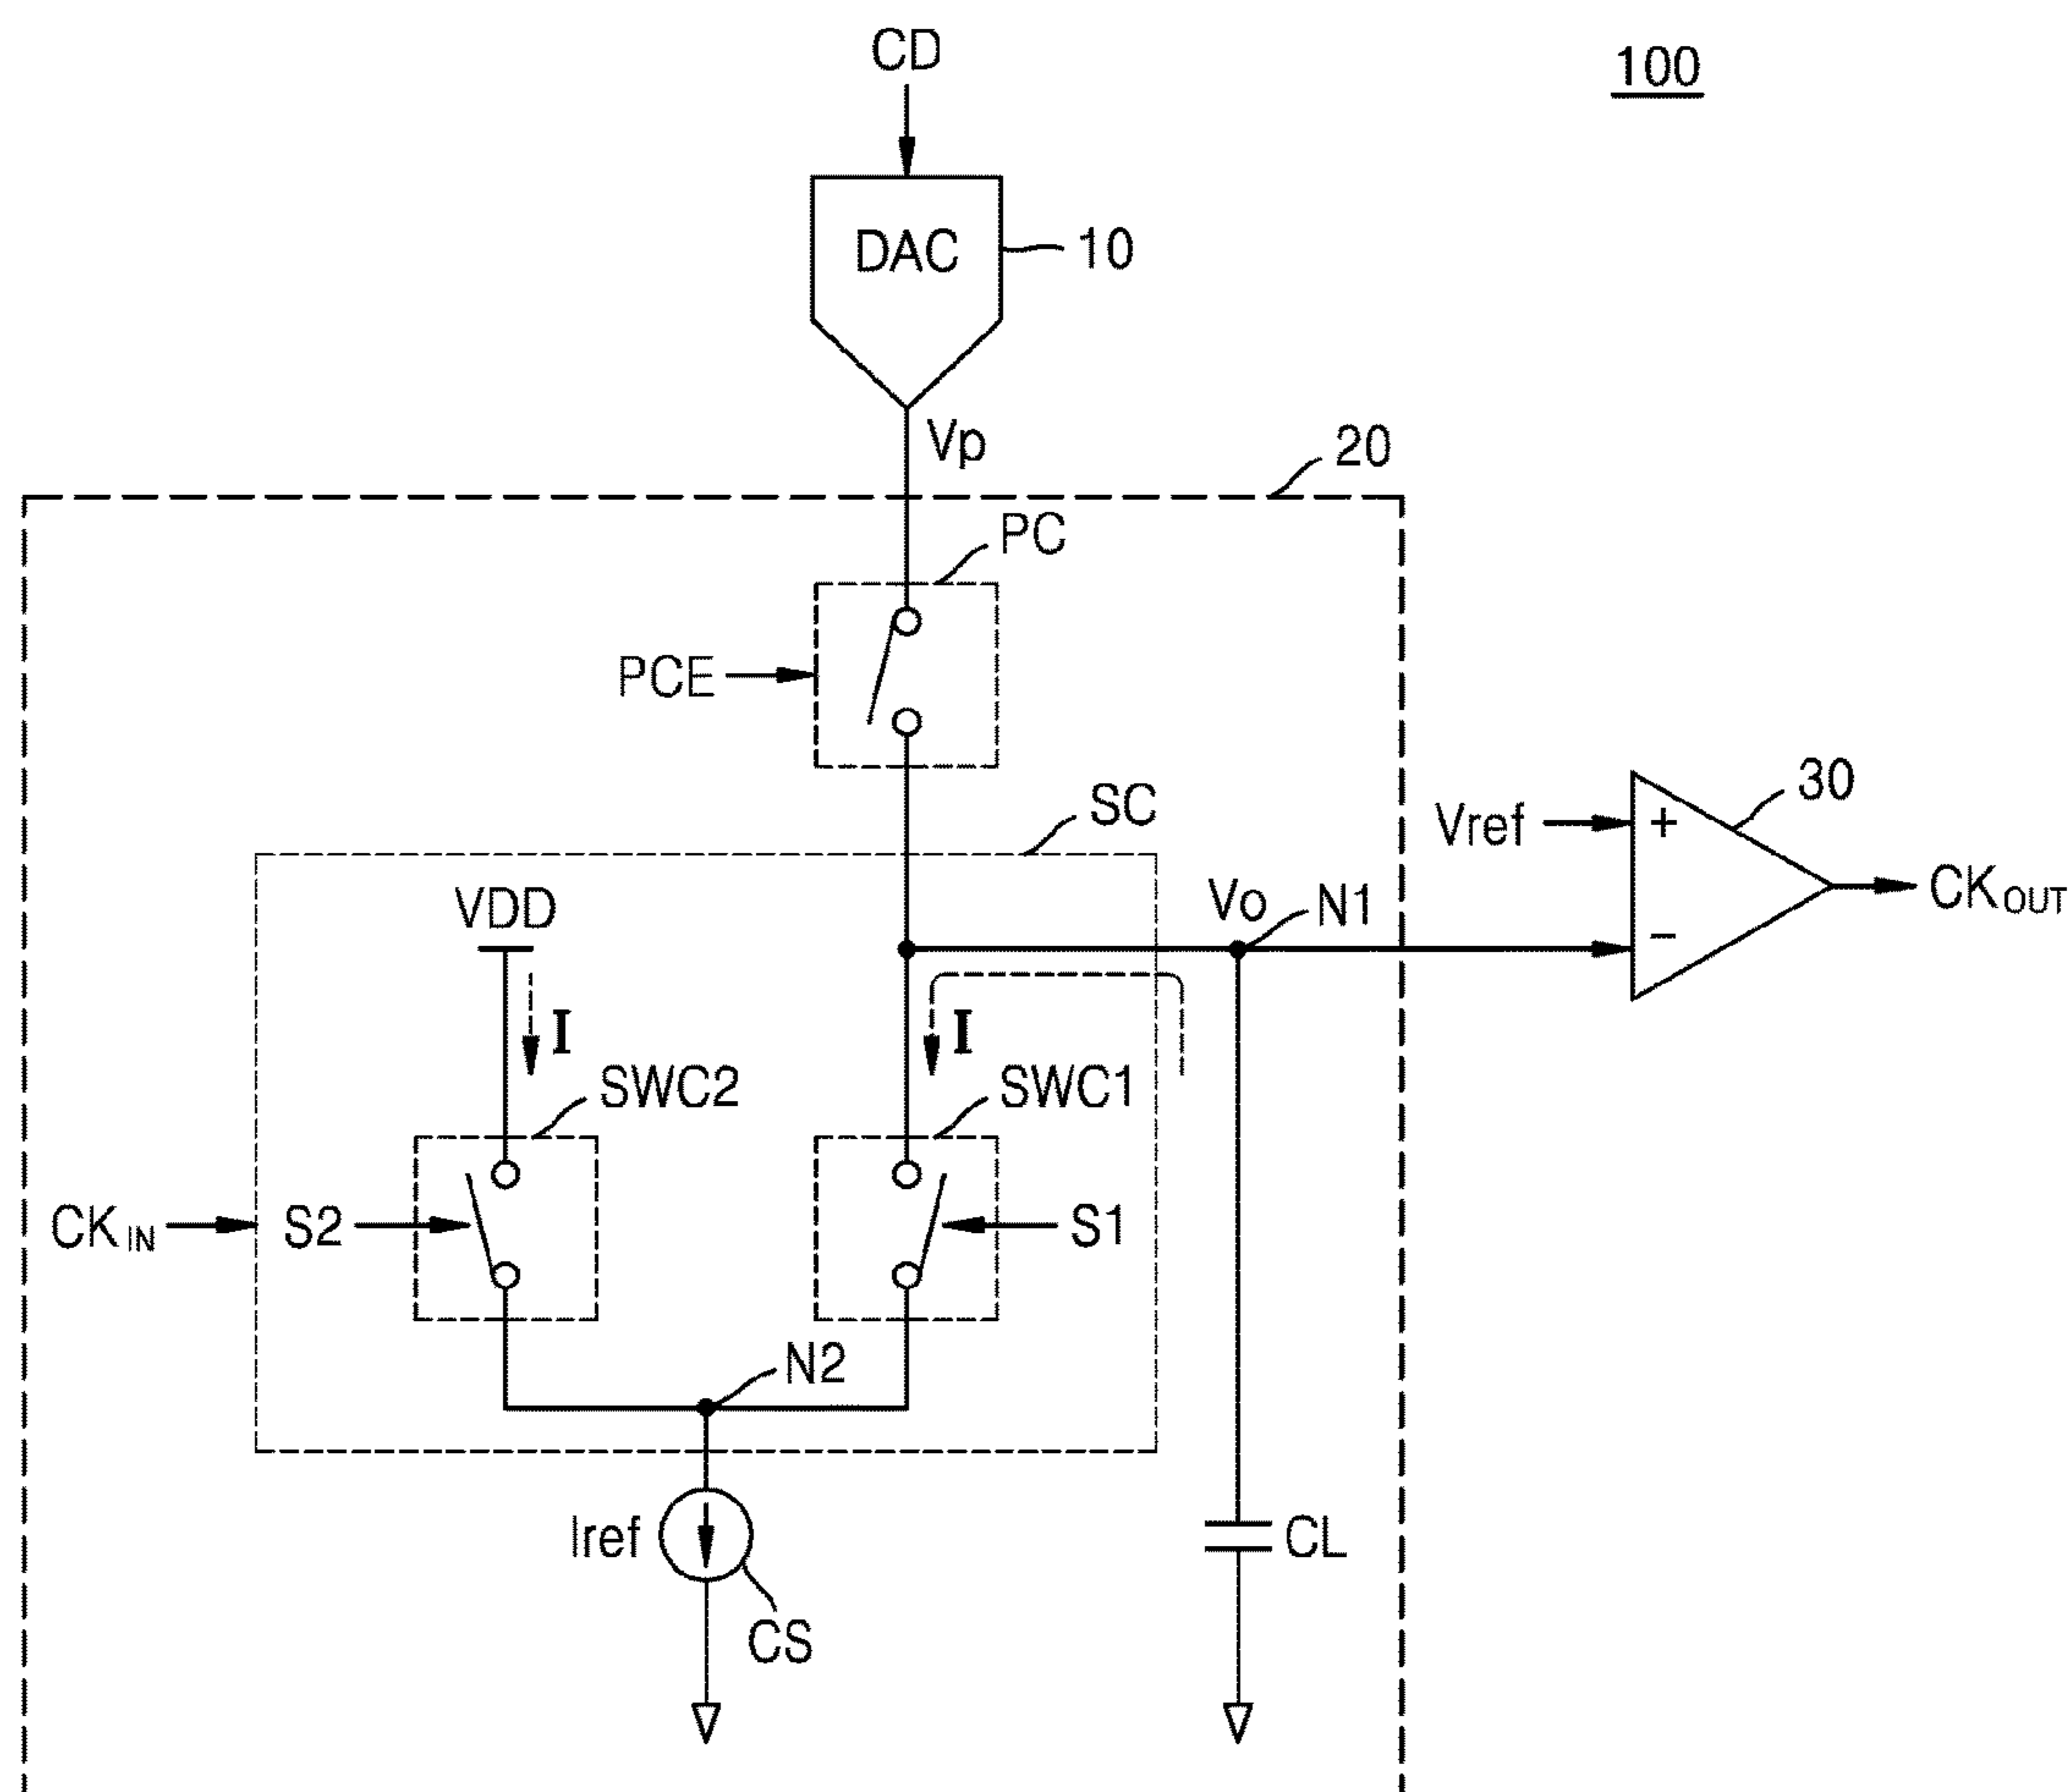 CD
100
DAC
10
Vp
20
PC
PCE
SC
30
Vref
+
CKOUT
VDD
Vo
N1
−
I
I
SWC2
SWC1
CKIN
S2
S1
N2
Iref
CL
CS